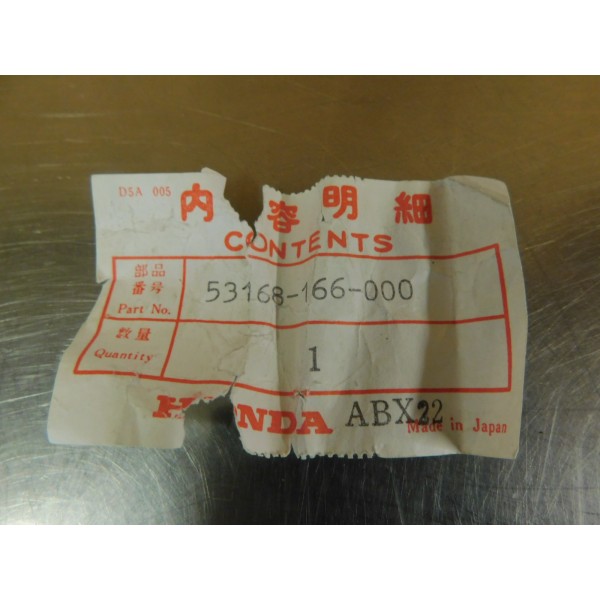 DSA 005
内容明細
CONTENTS
部品
番号
Part No.
53168-166-000
数量
Quantity
1
HONDA ABX22
Made in Japan